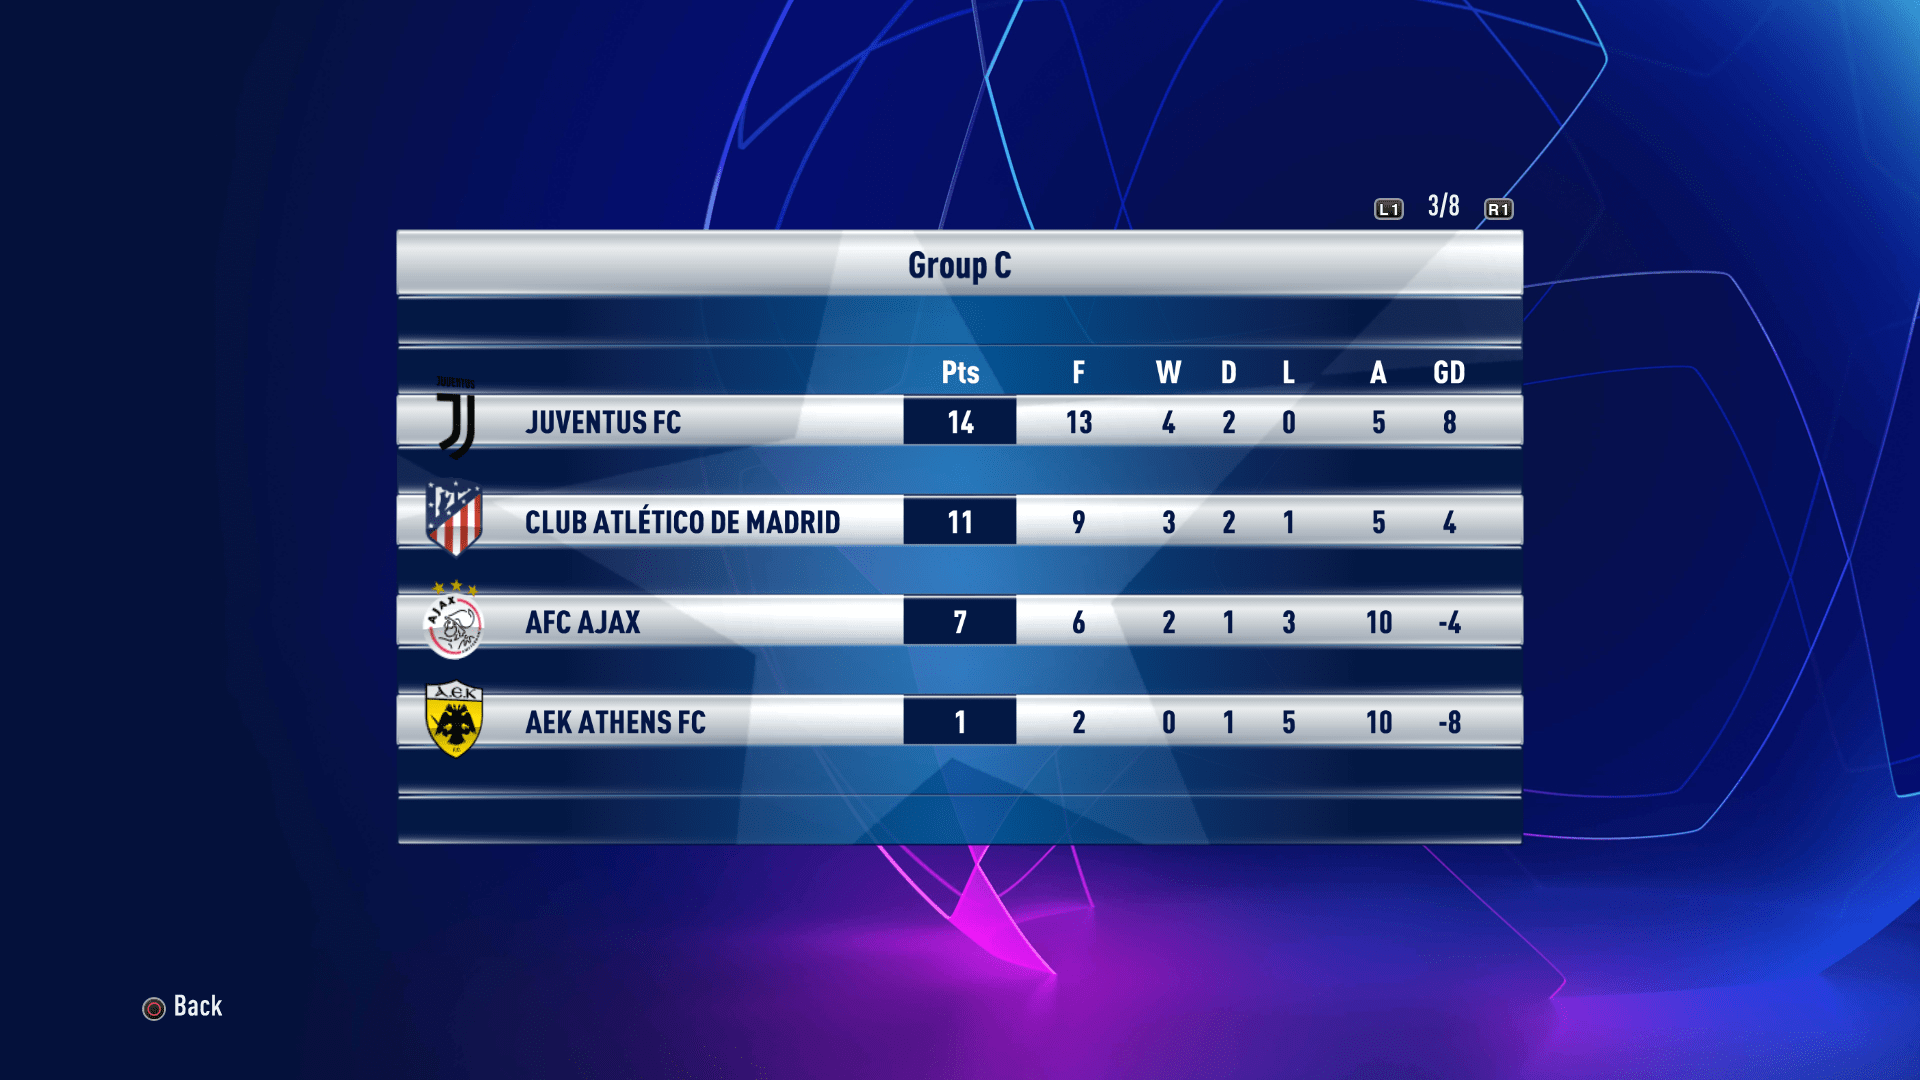 L1 3/8 R1
Group C
Pts F W D L A GD
JUVENTUS
JUVENTUS FC 14 13 4 2 0 5 8
CLUB ATLÉTICO DE MADRID 11 9 3 2 1 5 4
AJAX
AFC AJAX 7 6 2 1 3 10 -4
A.E.K
AEK ATHENS FC 1 2 0 1 5 10 -8
Back